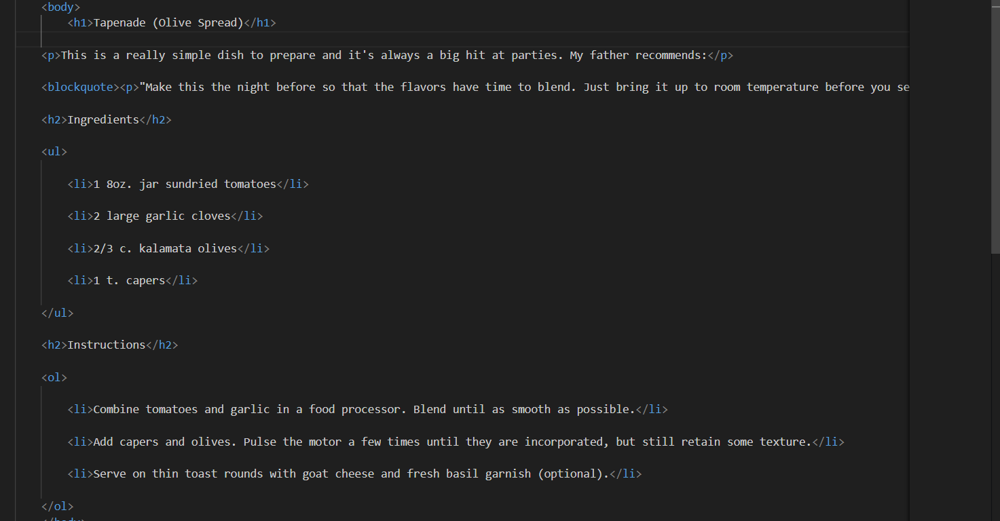 <body>
<h1>Tapenade (Olive Spread)</h1>
<p>This is a really simple dish to prepare and it's always a big hit at parties. My father recommends:</p>
<blockquote><p>"Make this the night before so that the flavors have time to blend. Just bring it up to room temperature before you se
<h2>Ingredients</h2>
<ul>
<li>1 8oz. jar sundried tomatoes</li>
<li>2 large garlic cloves</li>
<li>2/3 c. kalamata olives</li>
<li>1 t. capers</li>
</ul>
<h2>Instructions</h2>
<ol>
<li>Combine tomatoes and garlic in a food processor. Blend until as smooth as possible.</li>
<li>Add capers and olives. Pulse the motor a few times until they are incorporated, but still retain some texture.</li>
<li>Serve on thin toast rounds with goat cheese and fresh basil garnish (optional).</li>
</ol>
</body>